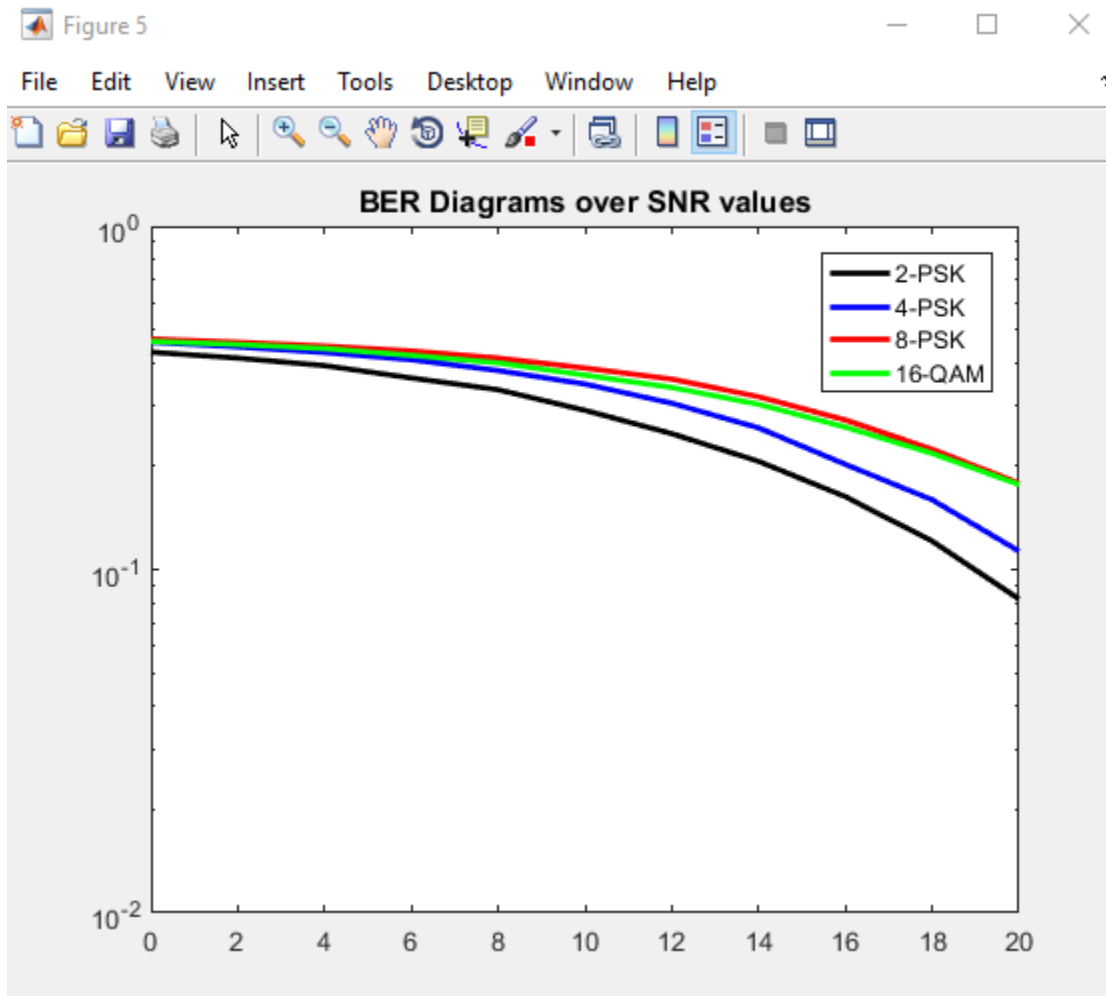 Figure 5
File Edit View Insert Tools Desktop Window Help
BER Diagrams over SNR values
10^0
2-PSK
4-PSK
8-PSK
16-QAM
10^-1
10^-2
0 2 4 6 8 10 12 14 16 18 20